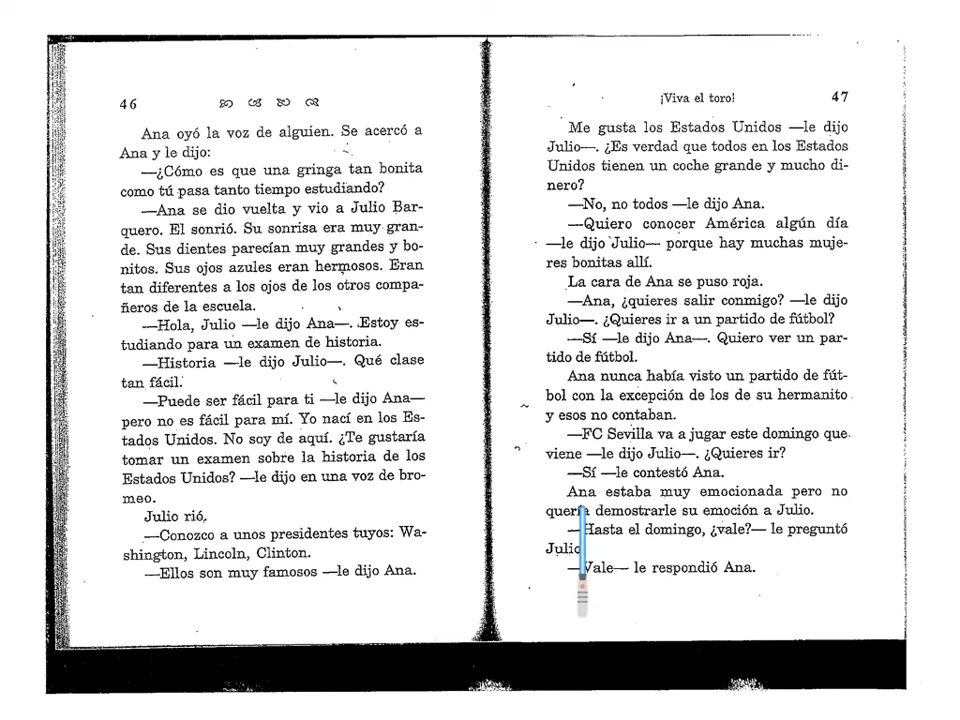 46
Ana oyó la voz de alguien. Se acercó a
Ana y le dijo:
—¿Cómo es que una gringa tan bonita
como tú pasa tanto tiempo estudiando?
—Ana se dio vuelta y vio a Julio Bar-
quero. El sonrió. Su sonrisa era muy gran-
de. Sus dientes parecían muy grandes y bo-
nitos. Sus ojos azules eran hermosos. Eran
tan diferentes a los ojos de los otros compa-
ñeros de la escuela.
—Hola, Julio —le dijo Ana—. Estoy es-
tudiando para un examen de historia.
—Historia —le dijo Julio—. Qué clase
tan fácil.
—Puede ser fácil para ti —le dijo Ana—
pero no es fácil para mí. Yo nací en los Es-
tados Unidos. No soy de aquí. ¿Te gustaría
tomar un examen sobre la historia de los
Estados Unidos? —le dijo en una voz de bro-
meo.
Julio rió.
—Conozco a unos presidentes tuyos: Wa-
shington, Lincoln, Clinton.
—Ellos son muy famosos —le dijo Ana.
¡Viva el toro! 47
Me gusta los Estados Unidos —le dijo
Julio—. ¿Es verdad que todos en los Estados
Unidos tienen un coche grande y mucho di-
nero?
—No, no todos —le dijo Ana.
—Quiero conocer América algún día
—le dijo Julio— porque hay muchas muje-
res bonitas allí.
La cara de Ana se puso roja.
—Ana, ¿quieres salir conmigo? —le dijo
Julio—. ¿Quieres ir a un partido de fútbol?
—Sí —le dijo Ana—. Quiero ver un par-
tido de fútbol.
Ana nunca había visto un partido de fút-
bol con la excepción de los de su hermanito
y esos no contaban.
—FC Sevilla va a jugar este domingo que
viene —le dijo Julio—. ¿Quieres ir?
—Sí —le contestó Ana.
Ana estaba muy emocionada pero no
quería demostrarle su emoción a Julio.
—Hasta el domingo, ¿vale?— le preguntó
Julio
—Vale— le respondió Ana.